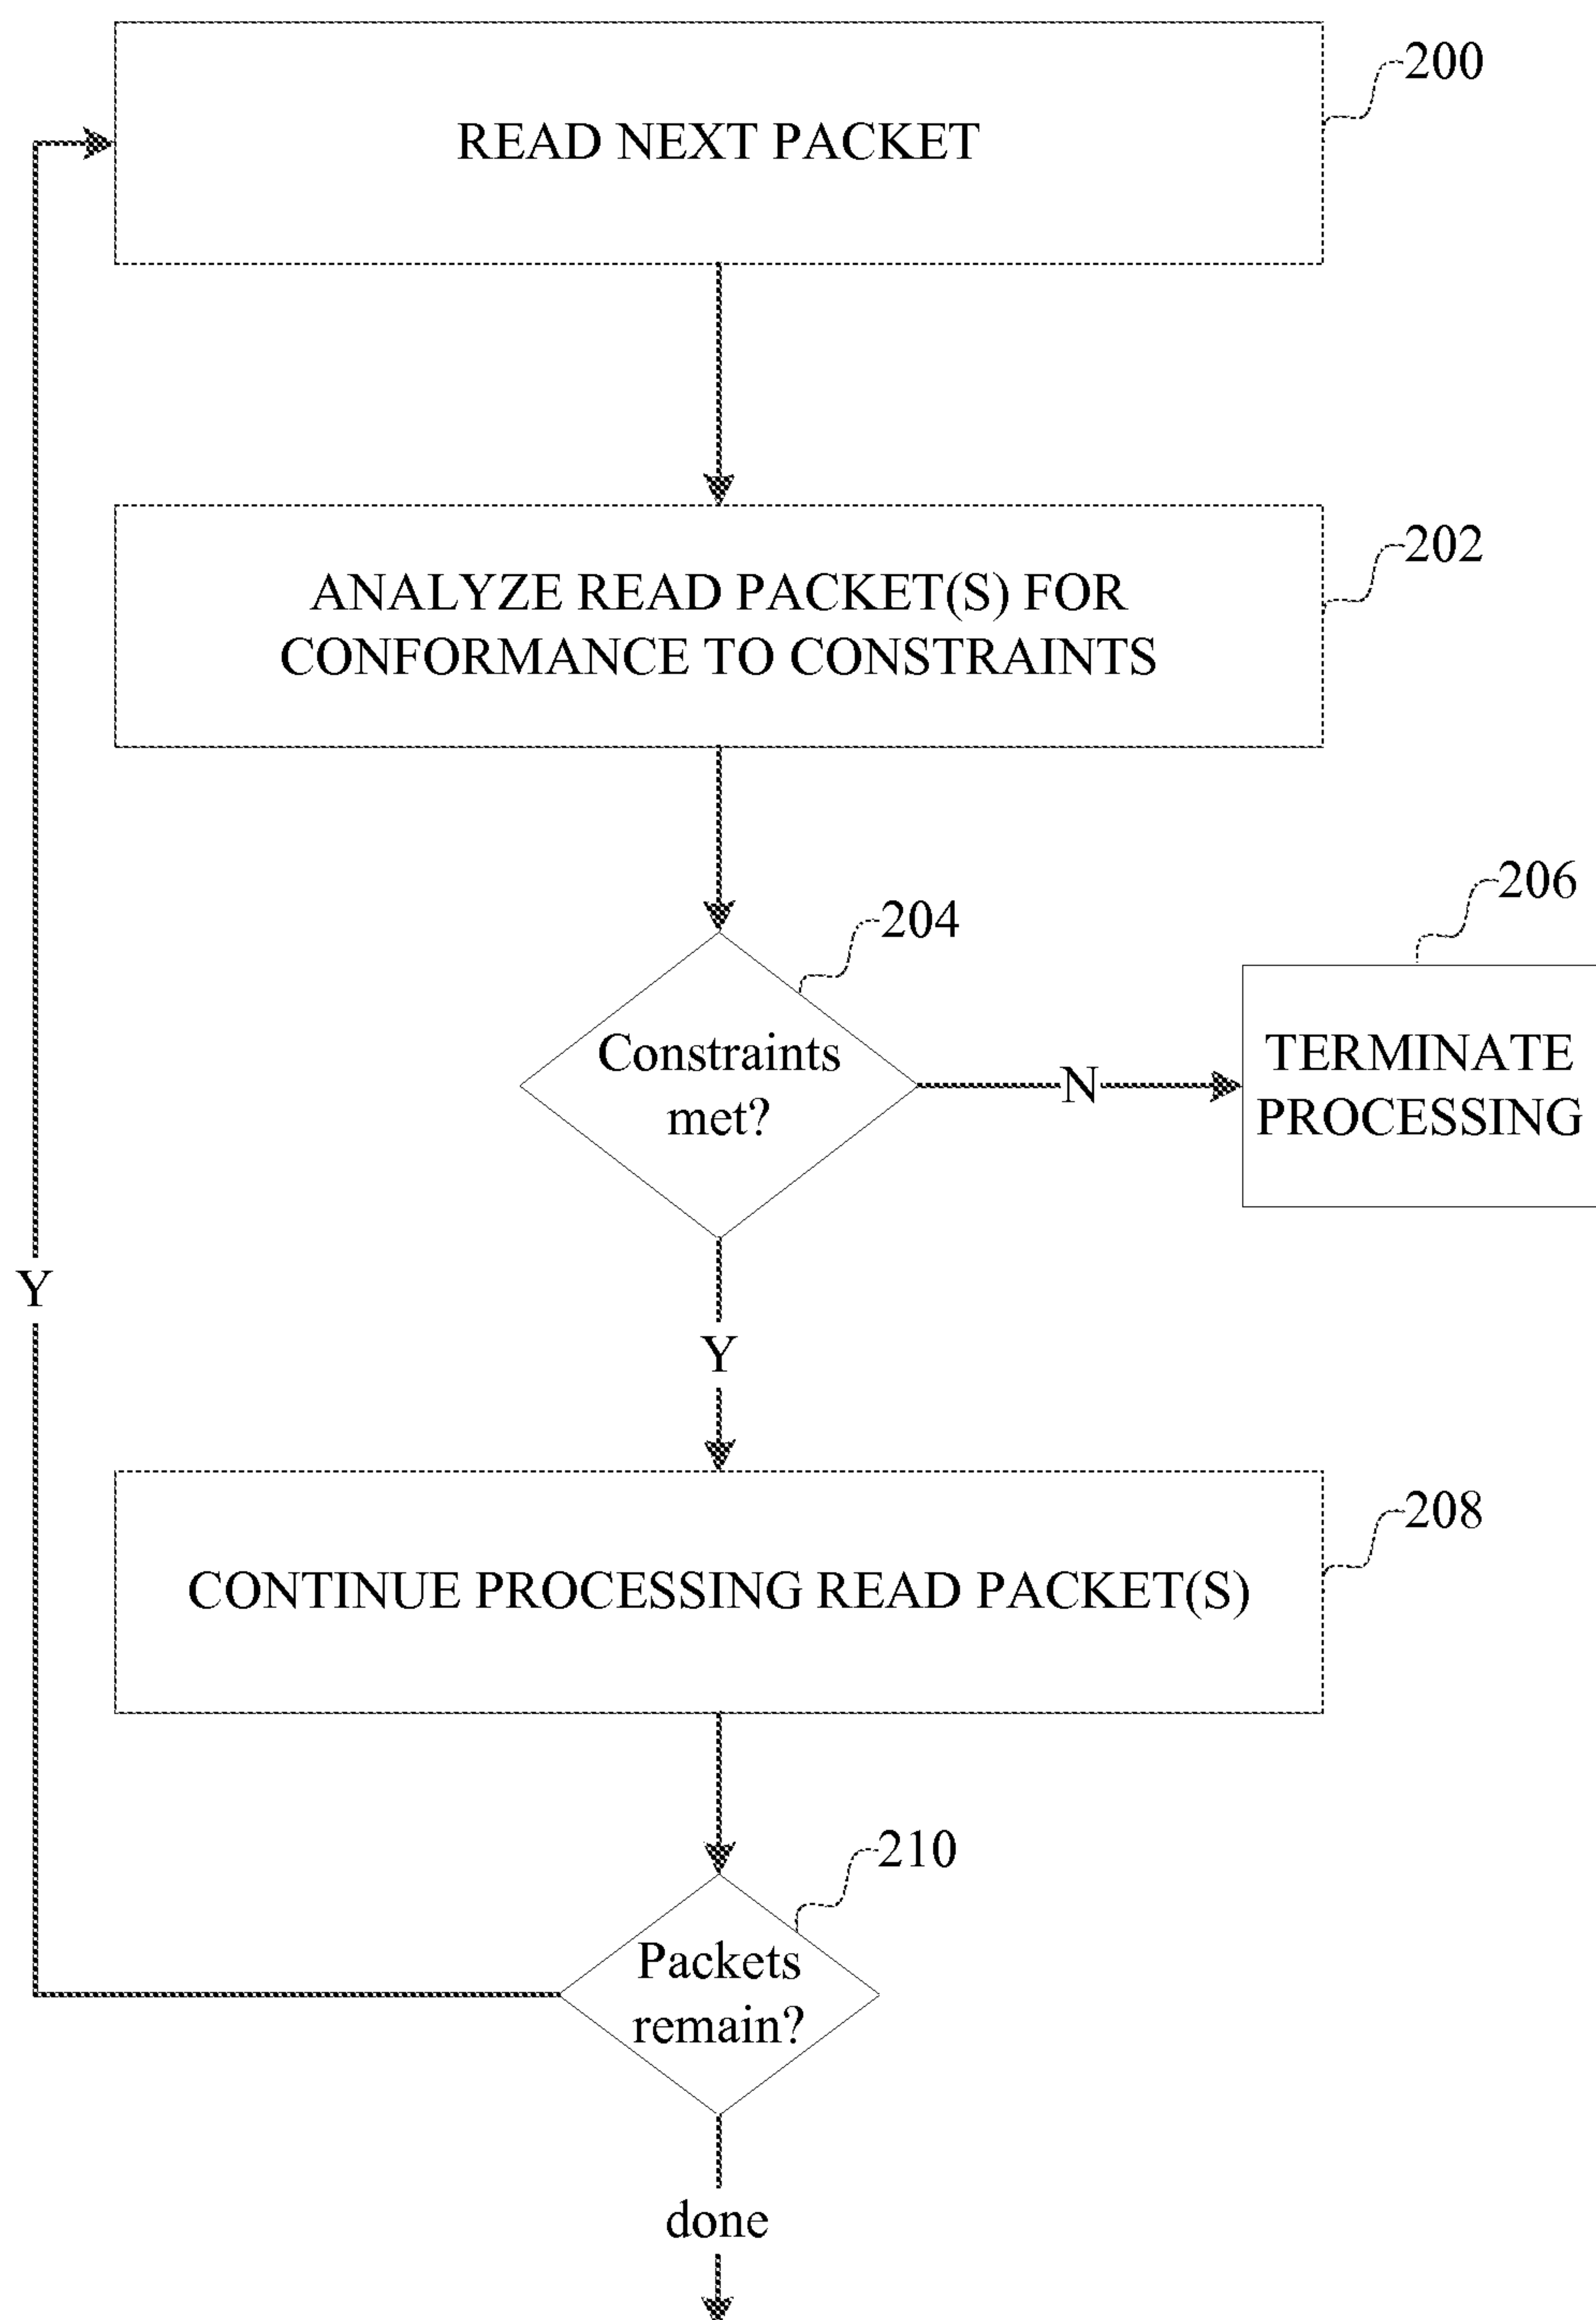 200
READ NEXT PACKET
202
ANALYZE READ PACKET(S) FOR
CONFORMANCE TO CONSTRAINTS
204
206
Constraints
met?
N
TERMINATE
PROCESSING
Y
Y
208
CONTINUE PROCESSING READ PACKET(S)
210
Packets
remain?
done